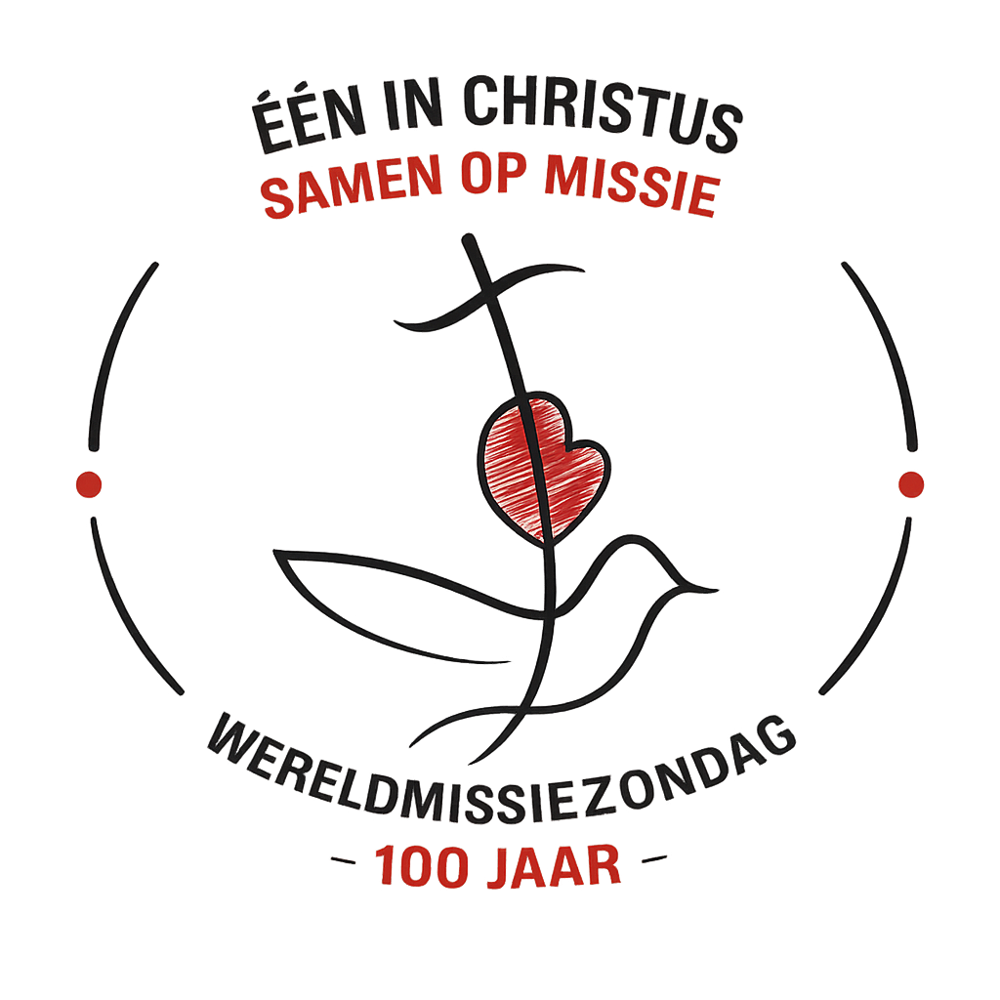 ÉÉN IN CHRISTUS
SAMEN OP MISSIE
WERELDMISSIEZONDAG
- 100 JAAR -